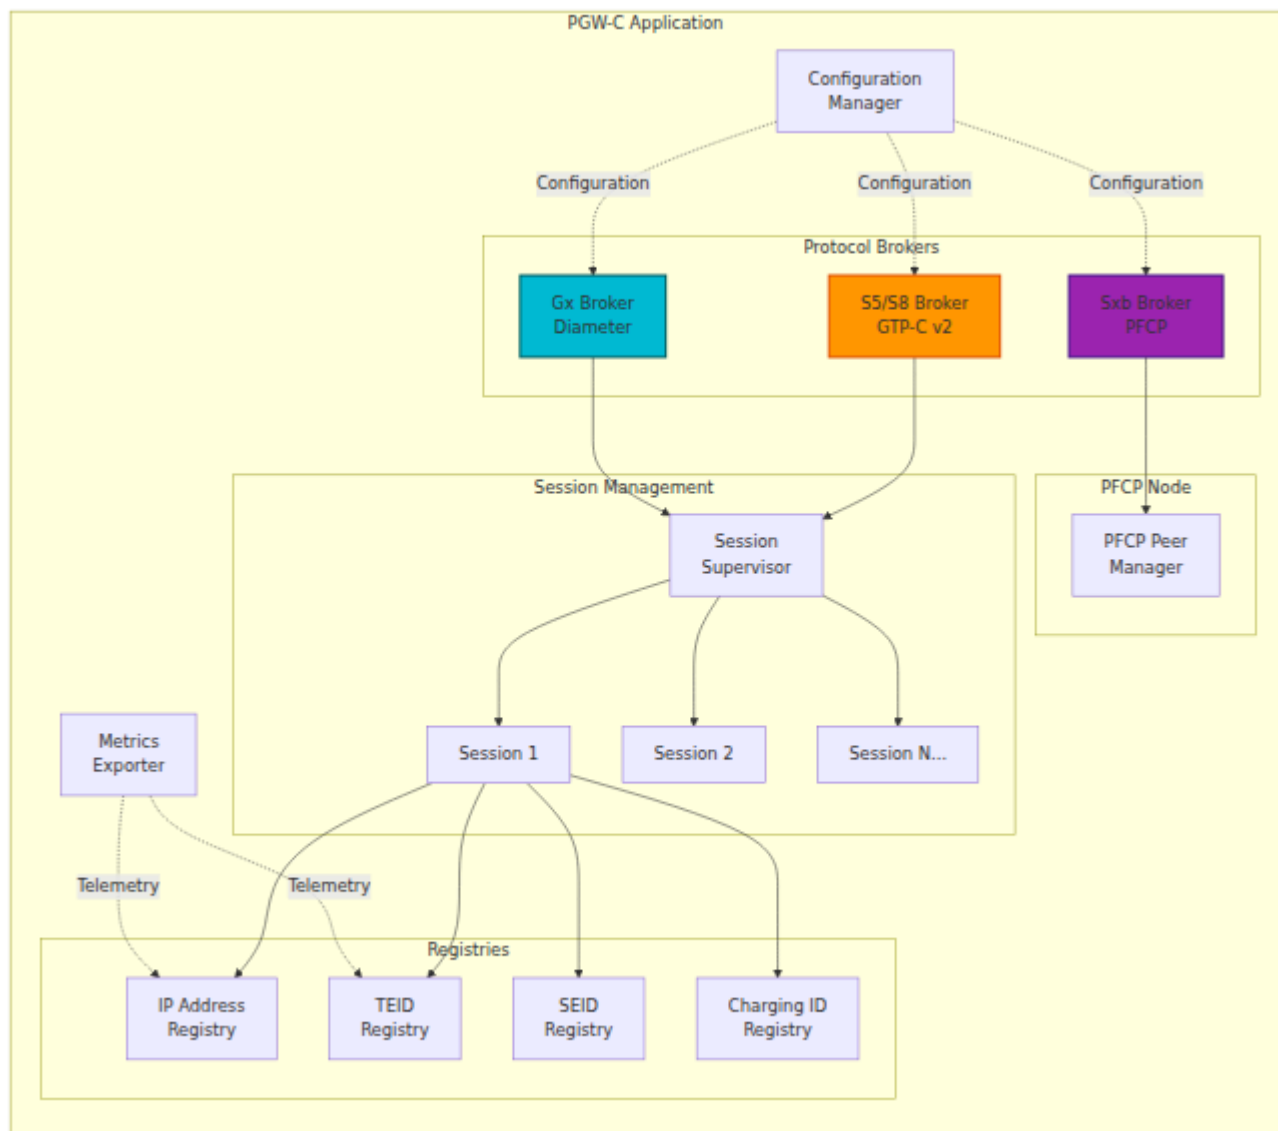 PGW-C Application
Configuration
Manager
Configuration
Configuration
Configuration
Protocol Brokers
Gx Broker
Diameter
S5/S8 Broker
GTP-C v2
Sxb Broker
PFCP
Session Management
PFCP Node
Session
Supervisor
PFCP Peer
Manager
Metrics
Exporter
Session 1
Session 2
Session N...
Telemetry
Telemetry
Registries
IP Address
Registry
TEID
Registry
SEID
Registry
Charging ID
Registry